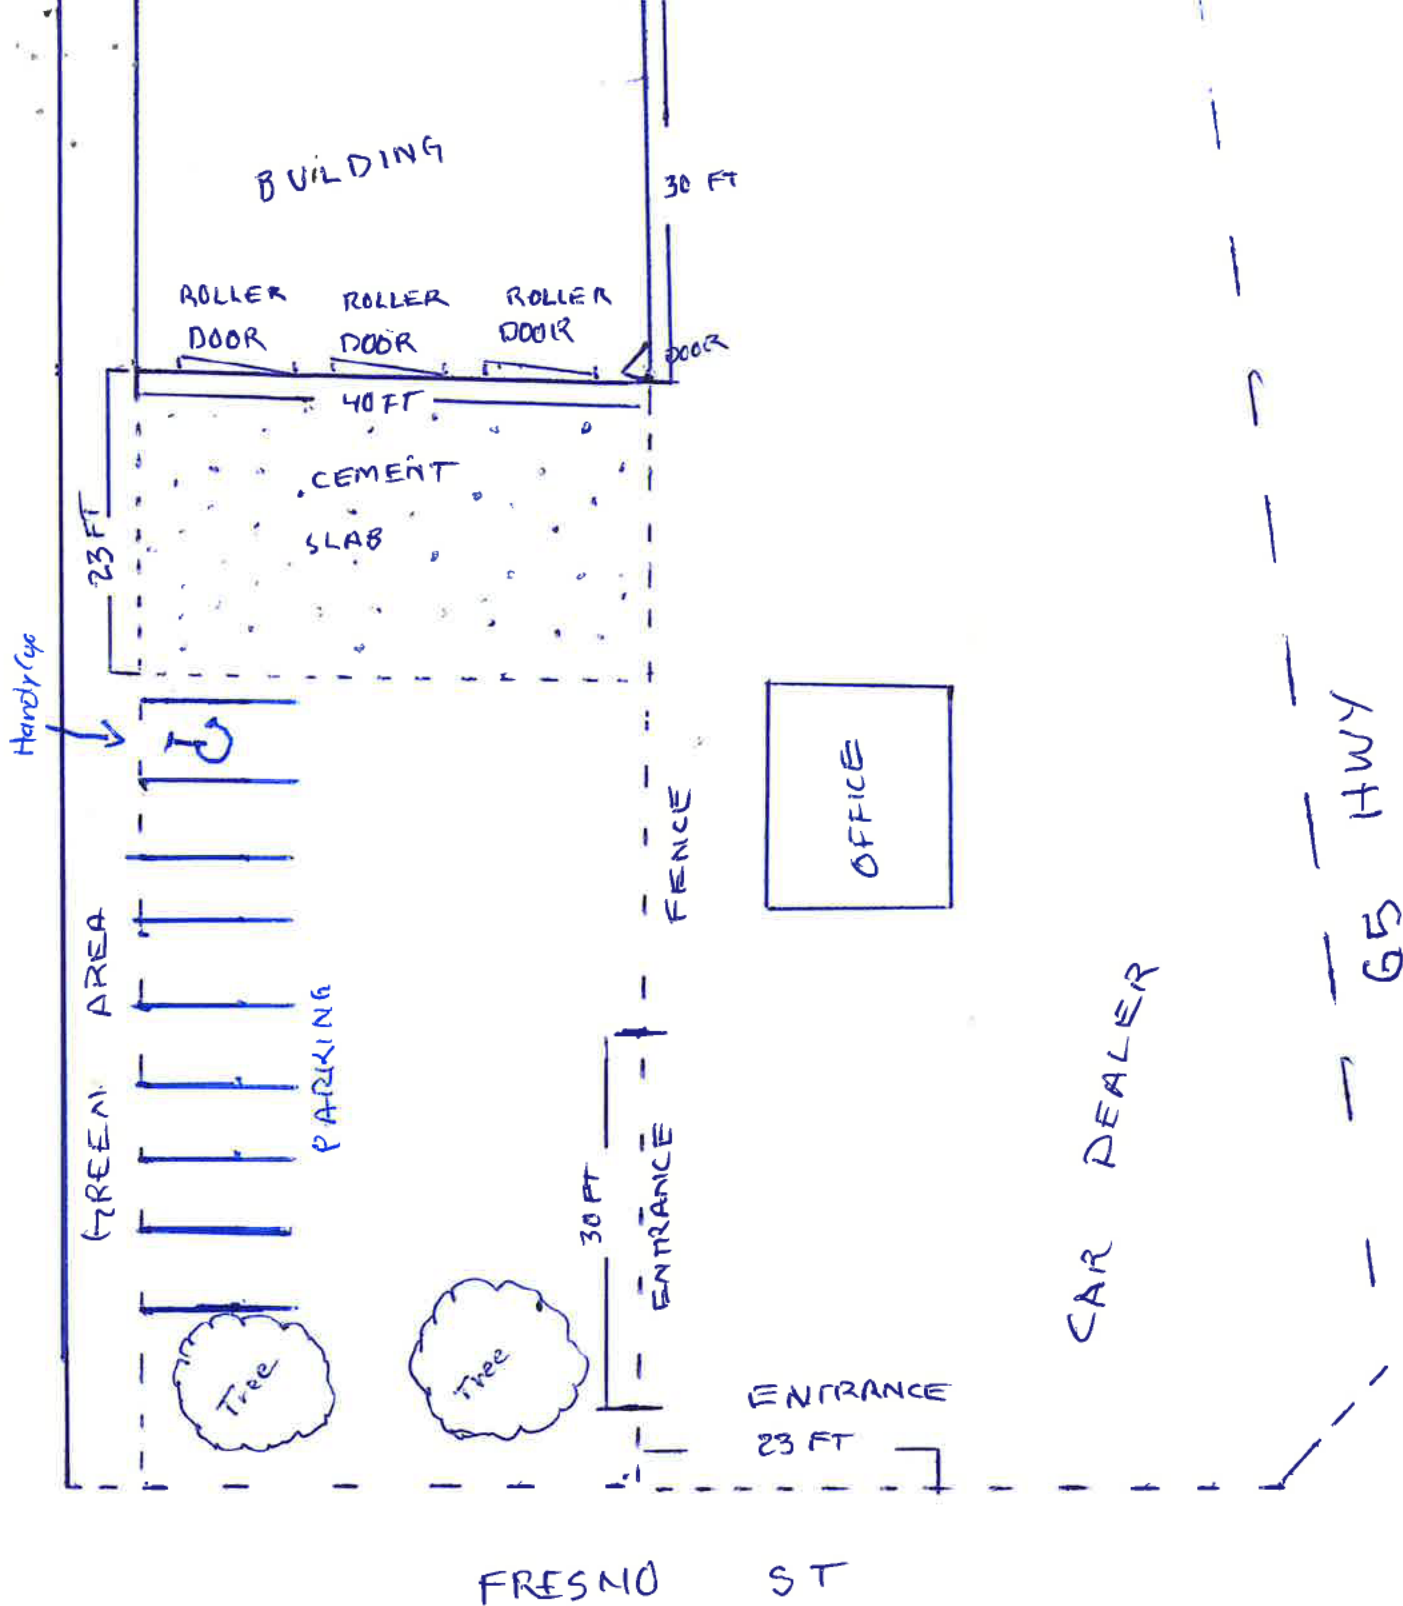 BUILDING
30 FT
ROLLER
DOOR
ROLLER
DOOR
ROLLER
DOOR
DOOR
40 FT
CEMENT
SLAB
23 FT
FENCE
OFFICE
65 HWY
GREEN AREA
PARKING
30 FT
ENTRANCE
CAR DEALER
Tree
Tree
ENTRANCE
23 FT
FRESNO ST